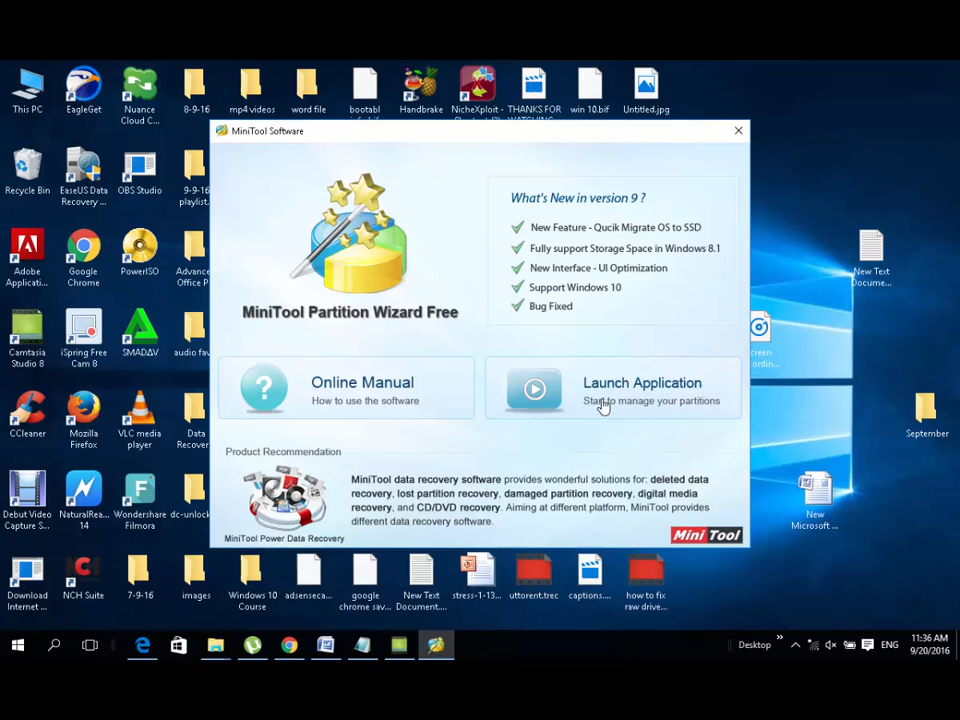 This PC
EagleGet
Nuance
Cloud C...
8-9-16
mp4 videos
word file
bootabl
Handbrake
NicheXploit -
THANKS FOR
win 10.bif
Untitled.jpg
MiniTool Software
Recycle Bin
EaseUS Data
Recovery ...
OBS Studio
9-9-16
playlist..
What's New in version 9 ?
New Feature - Qucik Migrate OS to SSD
Fully support Storage Space in Windows 8.1
New Interface - UI Optimization
Support Windows 10
Bug Fixed
MiniTool Partition Wizard Free
Adobe
Applicati...
Google
Chrome
PowerISO
Advance
Office P
New Text
Docume...
Camtasia
Studio 8
iSpring Free
Cam 8
SMADAV
audio fav
Online Manual
How to use the software
Launch Application
Start to manage your partitions
CCleaner
Mozilla
Firefox
VLC media
player
Data
Recover
September
Product Recommendation
MiniTool data recovery software provides wonderful solutions for: deleted data
recovery, lost partition recovery, damaged partition recovery, digital media
recovery, and CD/DVD recovery. Aiming at different platform, MiniTool provides
different data recovery software.
MiniTool Power Data Recovery
Mini Tool
Debut Video
Capture S...
NaturalRea...
14
Wondershare
Filmora
dc-unlock
New
Microsoft ...
Download
Internet ...
NCH Suite
7-9-16
images
Windows 10
Course
adsenseca...
google
chrome sav...
New Text
Document...
stress-1-13...
uttorent.trec
captions....
how to fix
raw drive...
Desktop
ENG
11:36 AM
9/20/2016